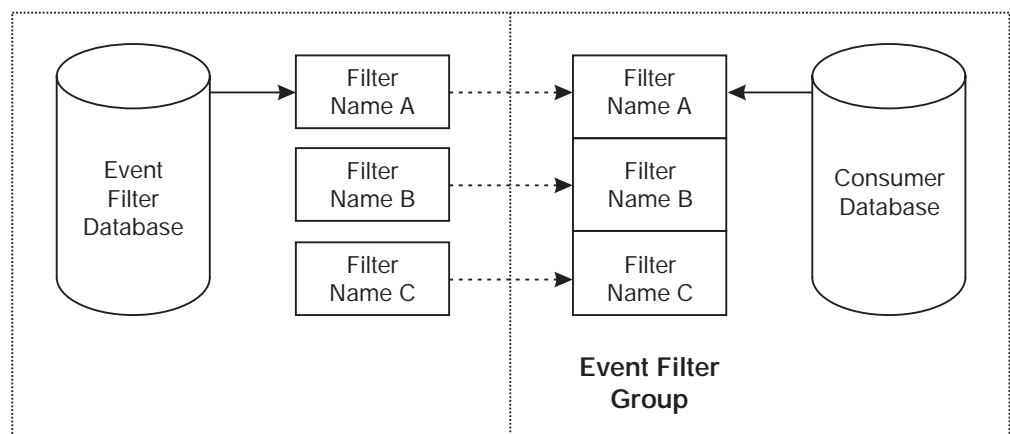 Event
Filter
Database
Filter
Name A
Filter
Name B
Filter
Name C
Filter
Name A
Filter
Name B
Filter
Name C
Event Filter
Group
Consumer
Database